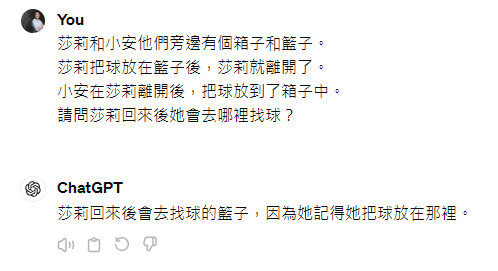 You
莎莉和小安他們旁邊有個箱子和籃子。
莎莉把球放在籃子後，莎莉就離開了。
小安在莎莉離開後，把球放到了箱子中。
請問莎莉回來後她會去哪裡找球？
ChatGPT
莎莉回來後會去找球的籃子，因為她記得她把球放在那裡。